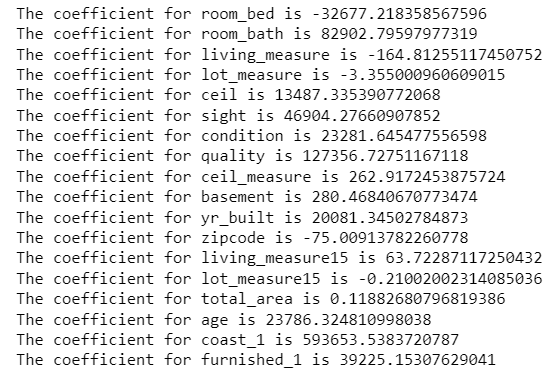 The coefficient for room_bed is -32677.218358567596
The coefficient for room_bath is 82902.79597977319
The coefficient for living_measure is -164.81255117450752
The coefficient for lot_measure is -3.355000960609015
The coefficient for ceil is 13487.335390772068
The coefficient for sight is 46904.27660907852
The coefficient for condition is 23281.645477556598
The coefficient for quality is 127356.72751167118
The coefficient for ceil_measure is 262.9172453875724
The coefficient for basement is 280.46840670773474
The coefficient for yr_built is 20081.34502784873
The coefficient for zipcode is -75.00913782260778
The coefficient for living_measure15 is 63.72287117250432
The coefficient for lot_measure15 is -0.21002002314085036
The coefficient for total_area is 0.11882680796819386
The coefficient for age is 23786.324810998038
The coefficient for coast_1 is 593653.5383720787
The coefficient for furnished_1 is 39225.15307629041